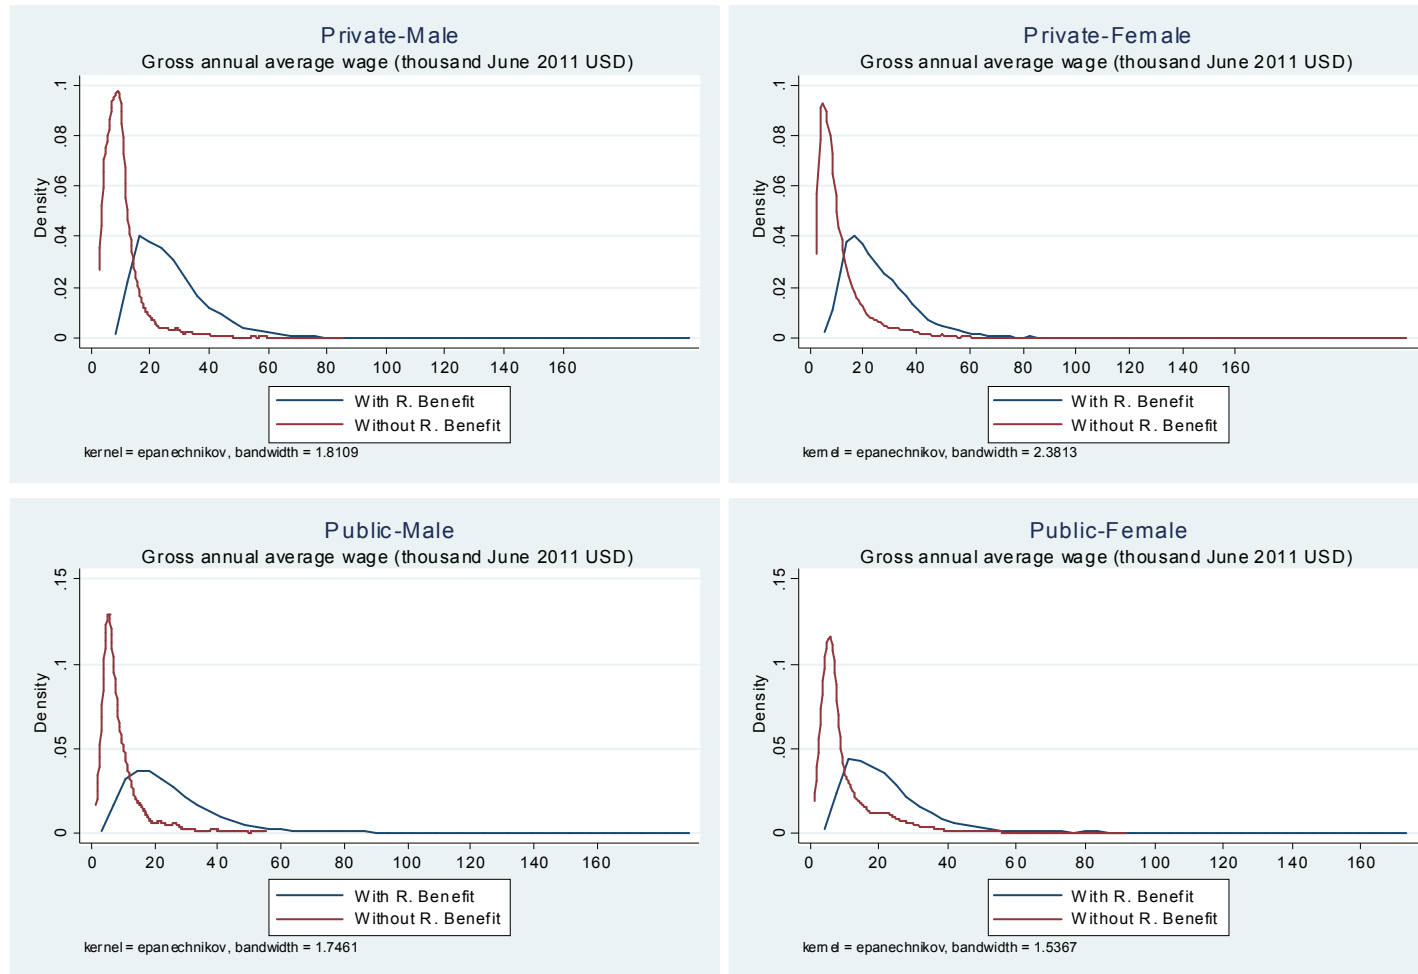 Private-Male
Gross annual average wage (thousand June 2011 USD)
Density
.1
.08
.06
.04
.02
0
0 20 40 60 80 100 120 140 160
With R. Benefit
Without R. Benefit
kernel = epanechnikov, bandwidth = 1.8109
Private-Female
Gross annual average wage (thousand June 2011 USD)
Density
.1
.08
.06
.04
.02
0
0 20 40 60 80 100 120 140 160
With R. Benefit
Without R. Benefit
kernel = epanechnikov, bandwidth = 2.3813
Public-Male
Gross annual average wage (thousand June 2011 USD)
Density
.15
.1
.05
0
0 20 40 60 80 100 120 140 160
With R. Benefit
Without R. Benefit
kernel = epanechnikov, bandwidth = 1.7461
Public-Female
Gross annual average wage (thousand June 2011 USD)
Density
.15
.1
.05
0
0 20 40 60 80 100 120 140 160
With R. Benefit
Without R. Benefit
kernel = epanechnikov, bandwidth = 1.5367